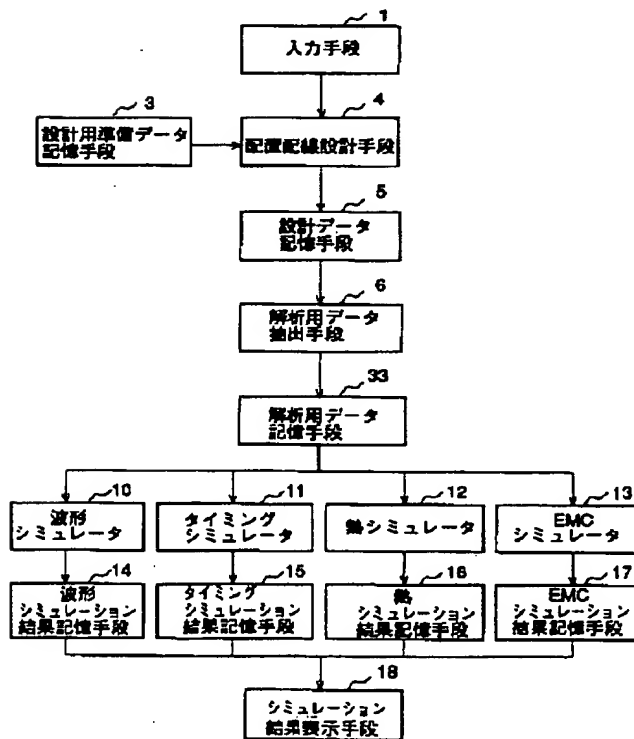 1
入力手段
3
設計用準備データ
記憶手段
4
配置配線設計手段
5
設計データ
記憶手段
6
解析用データ
抽出手段
33
解析用データ
記憶手段
10
波形
シミュレータ
11
タイミング
シミュレータ
12
熱シミュレータ
13
EMC
シミュレータ
14
波形
シミュレーション
結果記憶手段
15
タイミング
シミュレーション
結果記憶手段
16
熱
シミュレーション
結果記憶手段
17
EMC
シミュレーション
結果記憶手段
18
シミュレーション
結果表示手段